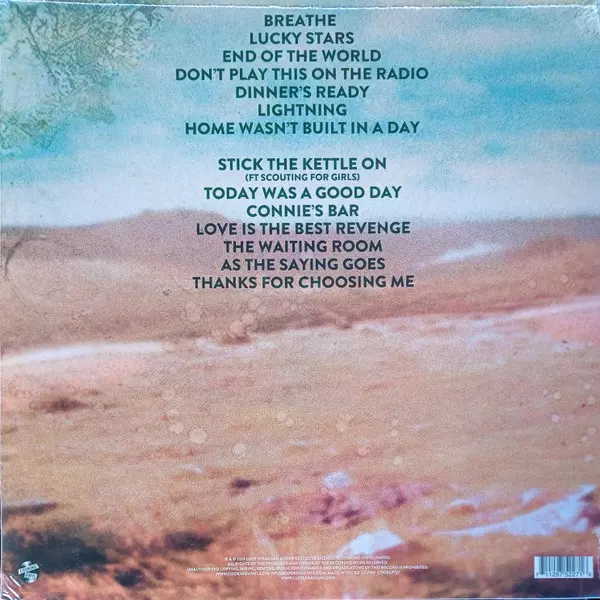 BREATHE
LUCKY STARS
END OF THE WORLD
DON'T PLAY THIS ON THE RADIO
DINNER'S READY
LIGHTNING
HOME WASN'T BUILT IN A DAY
STICK THE KETTLE ON
(FT SCOUTING FOR GIRLS)
TODAY WAS A GOOD DAY
CONNIE'S BAR
LOVE IS THE BEST REVENGE
THE WAITING ROOM
AS THE SAYING GOES
THANKS FOR CHOOSING ME